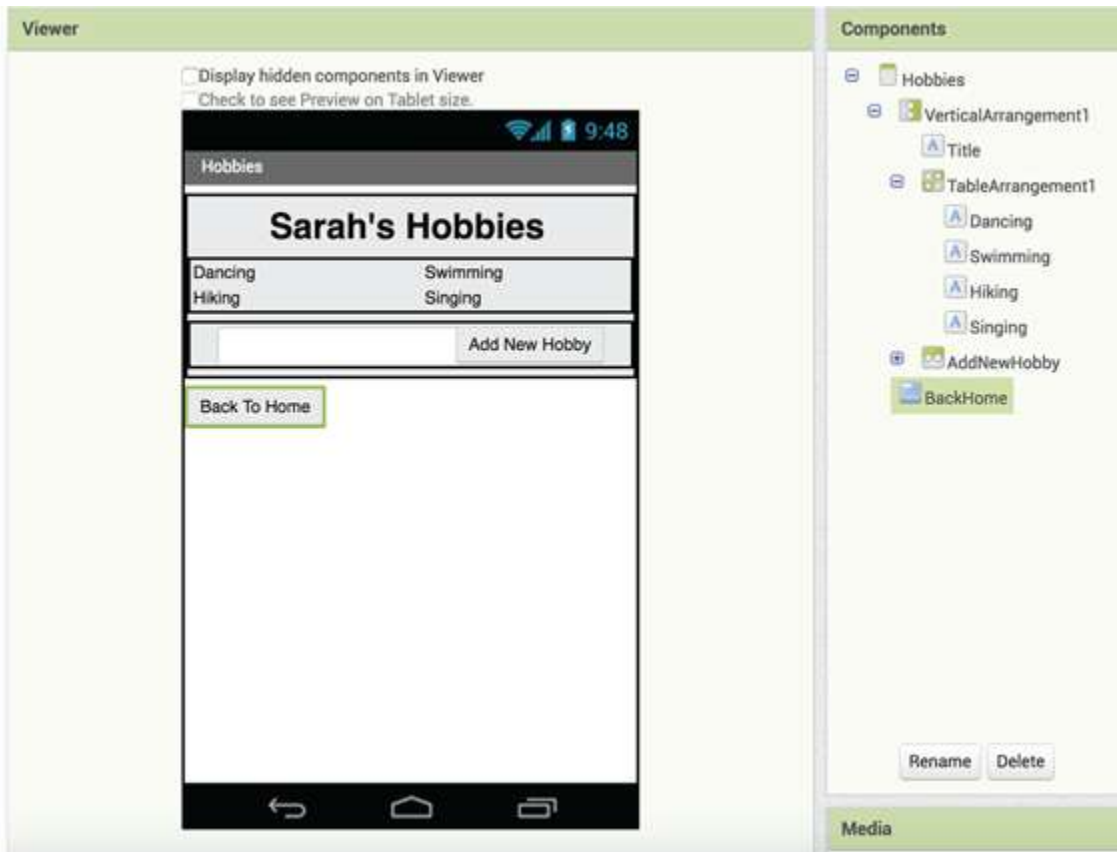 Viewer
Display hidden components in Viewer
Check to see Preview on Tablet size.
9:48
Hobbies
Sarah's Hobbies
Dancing Swimming
Hiking Singing
Add New Hobby
Back To Home
Components
Hobbies
VerticalArrangement1
A Title
TableArrangement1
A Dancing
A Swimming
A Hiking
A Singing
AddNewHobby
BackHome
Rename Delete
Media